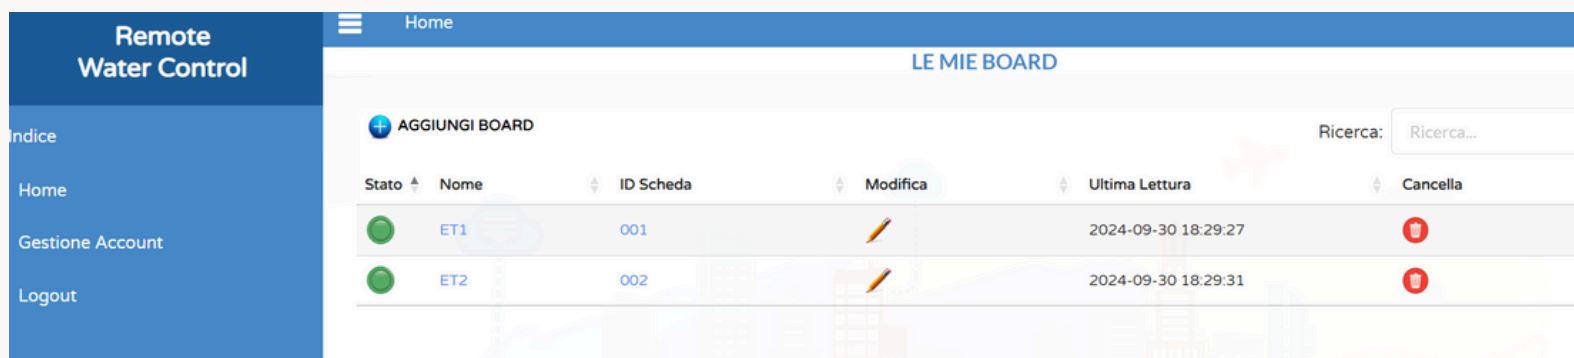 Remote
Water Control
Indice
Home
Gestione Account
Logout
Home
LE MIE BOARD
AGGIUNGI BOARD
Ricerca: Ricerca...
Stato Nome ID Scheda Modifica Ultima Lettura Cancella
ET1 001 2024-09-30 18:29:27
ET2 002 2024-09-30 18:29:31